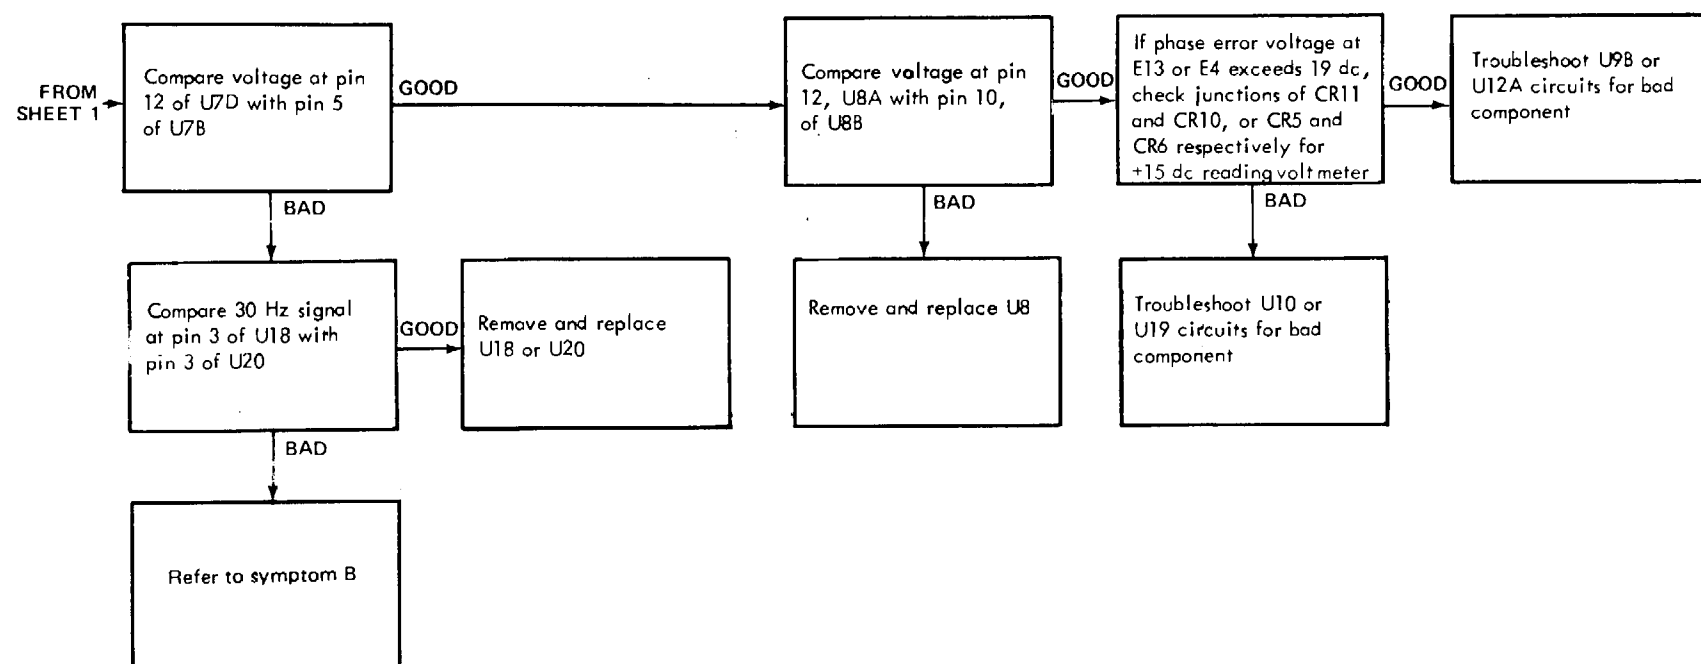 FROM
SHEET 1
Compare voltage at pin
12 of U7D with pin 5
of U7B
GOOD
Compare voltage at pin
12, U8A with pin 10,
of U8B
GOOD
If phase error voltage at
E13 or E4 exceeds 19 dc,
check junctions of CR11
and CR10, or CR5 and
CR6 respectively for
+15 dc reading volt meter
GOOD
Troubleshoot U9B or
U12A circuits for bad
component
BAD
BAD
BAD
Compare 30 Hz signal
at pin 3 of U18 with
pin 3 of U20
GOOD
Remove and replace
U18 or U20
Remove and replace U8
Troubleshoot U10 or
U19 circuits for bad
component
BAD
Refer to symptom B